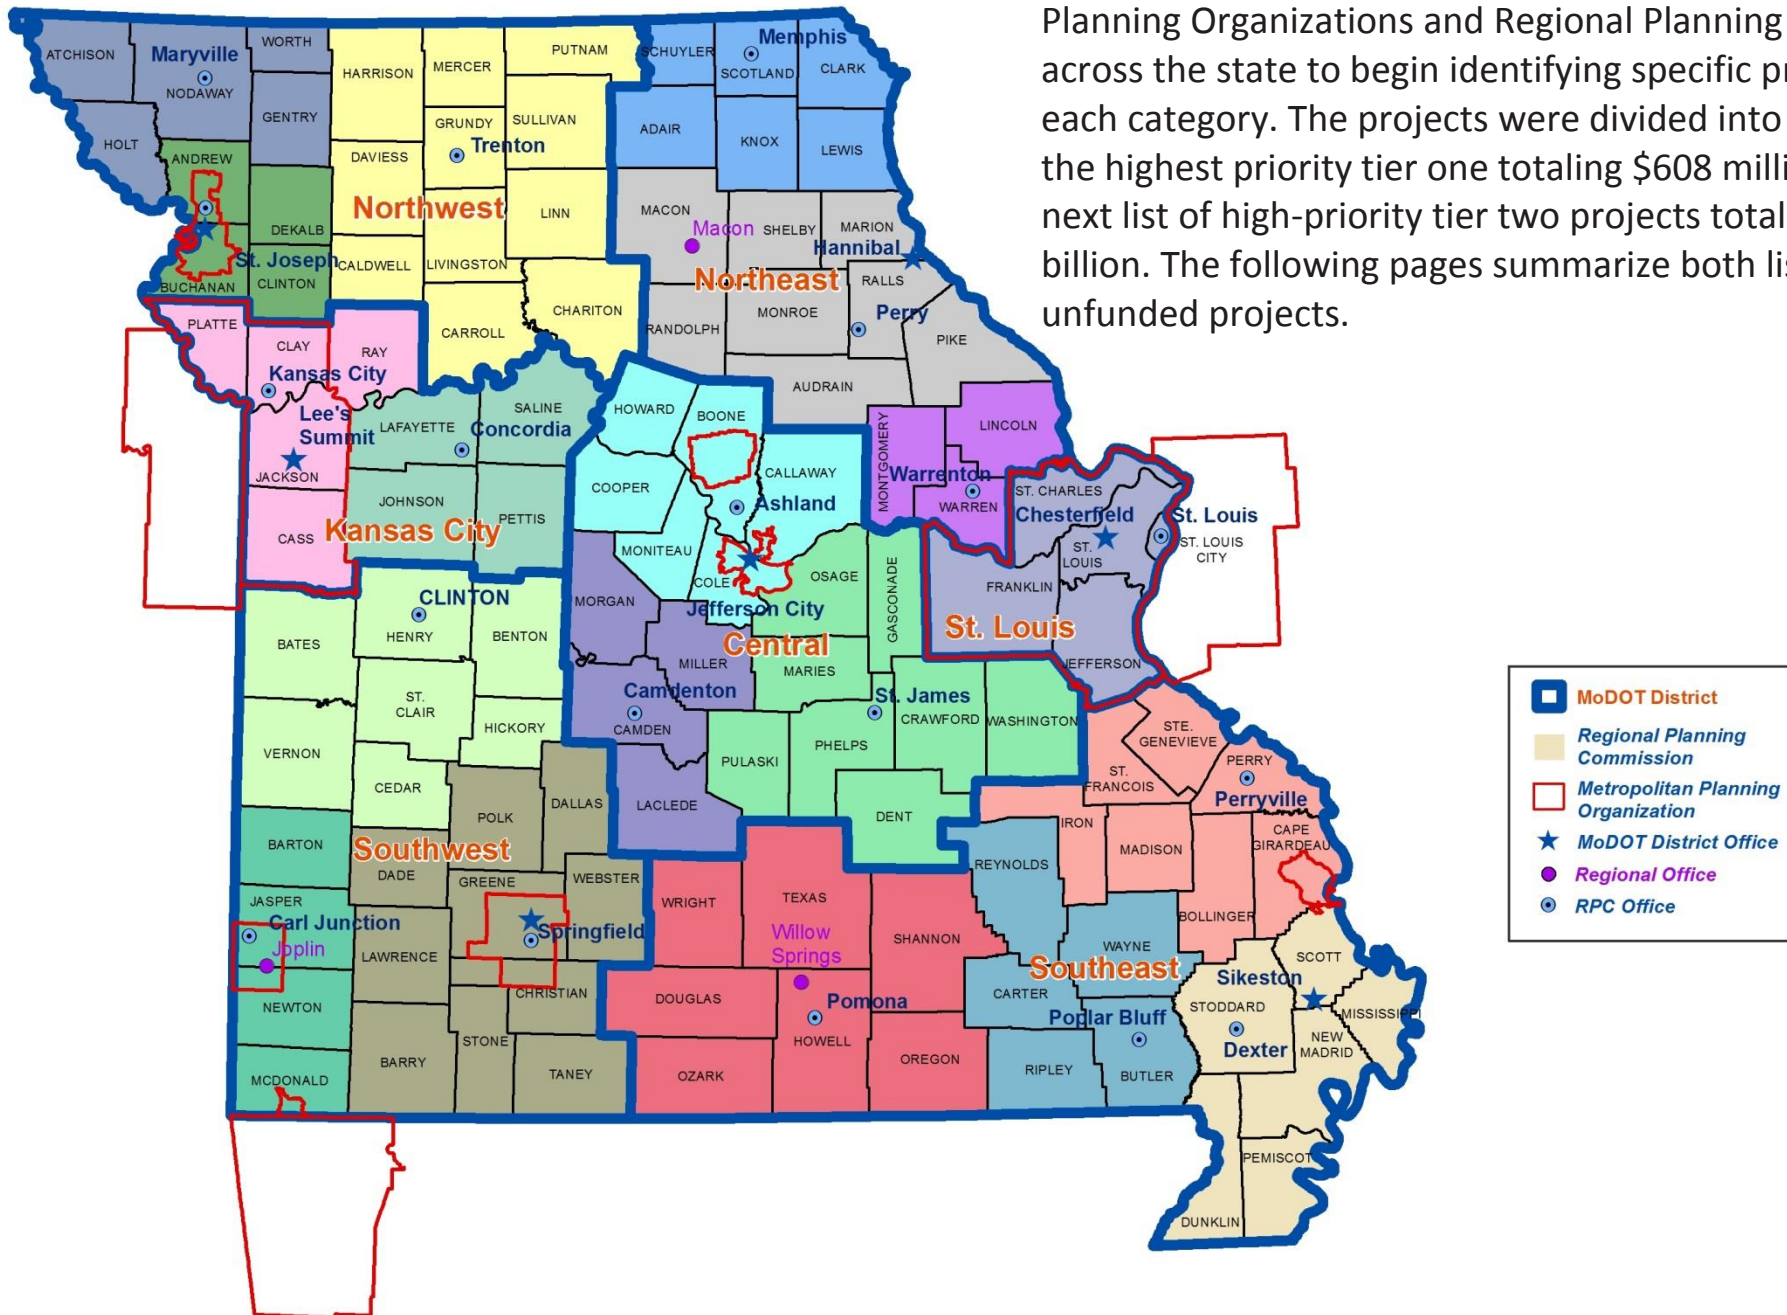 Planning Organizations and Regional Planning
across the state to begin identifying specific pr
each category. The projects were divided into
the highest priority tier one totaling $608 milli
next list of high-priority tier two projects total
billion. The following pages summarize both lis
unfunded projects.
ATCHISON
Maryville
NODAWAY
WORTH
HARRISON
MERCER
PUTNAM
SCHUYLER
Memphis
SCOTLAND
CLARK
HOLT
GENTRY
GRUNDY
Trenton
SULLIVAN
ADAIR
KNOX
LEWIS
ANDREW
DEKALB
DAVIESS
Northwest
LINN
MACON
Macon
SHELBY
MARION
Hannibal
St. Joseph
BUCHANAN
CLINTON
CALDWELL
LIVINGSTON
CHARITON
Northeast
RALLS
PLATTE
CLAY
RAY
CARROLL
RANDOLPH
MONROE
Perry
PIKE
Kansas City
AUDRAIN
Lee's
Summit
JACKSON
LAFAYETTE
SALINE
Concordia
HOWARD
BOONE
CALLAWAY
MONTGOMERY
LINCOLN
Warrenton
WARREN
COOPER
Ashland
ST. CHARLES
Chesterfield
St. Louis
ST. LOUIS
CITY
ST.
LOUIS
CASS
JOHNSON
Kansas City
PETTIS
MONITEAU
COLE
Jefferson City
OSAGE
GASCONADE
FRANKLIN
St. Louis
JEFFERSON
CLINTON
HENRY
BATES
BENTON
MORGAN
MILLER
Central
MARIES
Camdenton
CAMDEN
St. James
CRAWFORD
WASHINGTON
ST.
CLAIR
HICKORY
VERNON
PULASKI
PHELPS
STE.
GENEVIEVE
ST.
FRANCOIS
PERRY
Perryville
CEDAR
POLK
DALLAS
LACLEDE
DENT
IRON
MADISON
CAPE
GIRARDEAU
BARTON
Southwest
DADE
GREENE
WEBSTER
WRIGHT
TEXAS
REYNOLDS
BOLLINGER
JASPER
Carl Junction
Joplin
LAWRENCE
Springfield
Willow
Springs
SHANNON
WAYNE
Southeast
Sikeston
SCOTT
NEWTON
CHRISTIAN
DOUGLAS
Pomona
HOWELL
CARTER
Poplar Bluff
STODDARD
Dexter
MISSISSIPPI
NEW
MADRID
MCDONALD
BARRY
STONE
TANEY
OZARK
OREGON
RIPLEY
BUTLER
PEMISCOT
DUNKLIN
MoDOT District
Regional Planning
Commission
Metropolitan Planning
Organization
MoDOT District Office
Regional Office
RPC Office